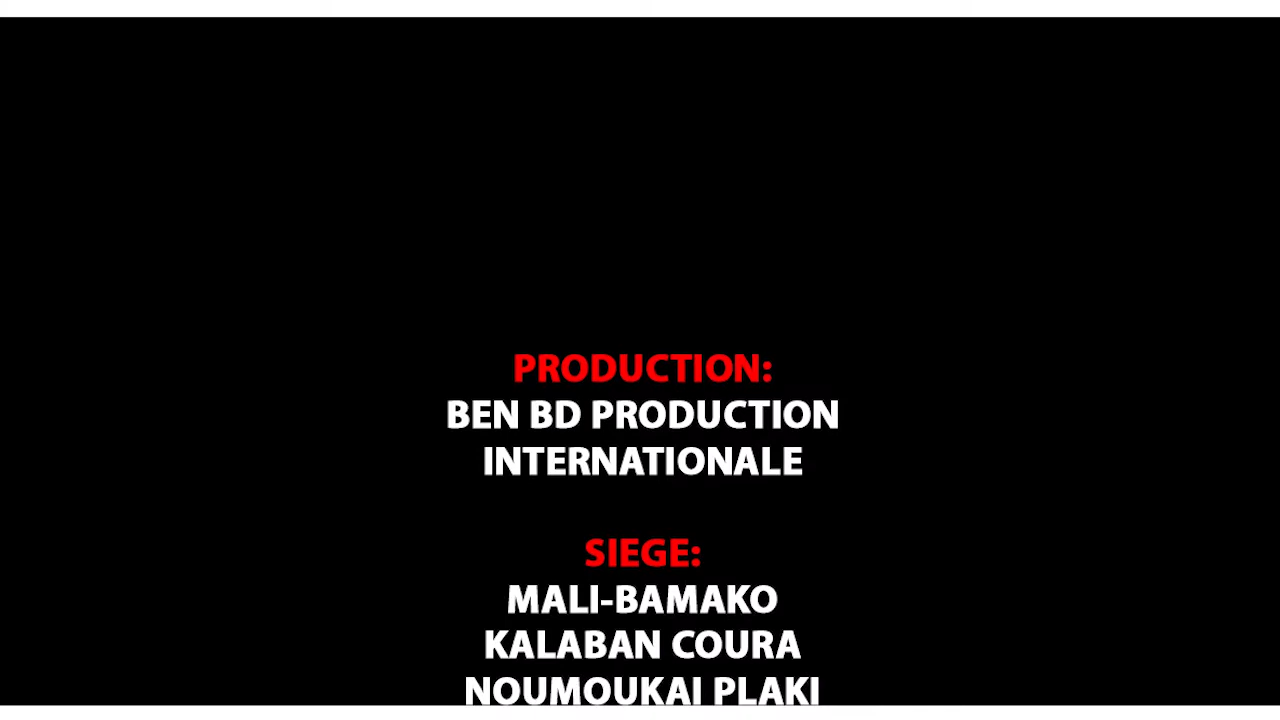 PRODUCTION:
BEN BD PRODUCTION
INTERNATIONALE
SIEGE:
MALI-BAMAKO
KALABAN COURA
NOUMOUKAI PLAKI